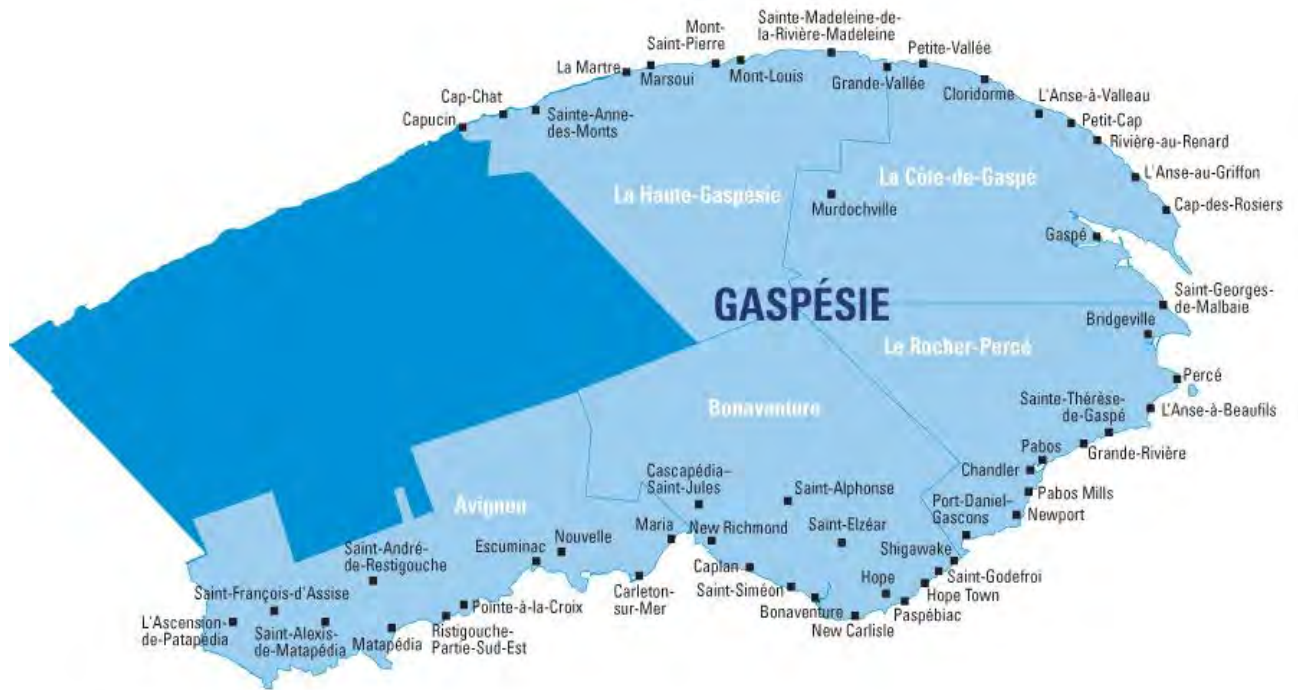 Sainte-Madeleine-de-
la-Rivière-Madeleine
Mont-
Saint-Pierre
Petite-Vallée
La Martre
Marsoui
Mont-Louis
Grande-Vallée
Cloridorme
Cap-Chat
L'Anse-à-Valleau
Capucin
Sainte-Anne-
des-Monts
Petit-Cap
Rivière-au-Renard
L'Anse-au-Griffon
La Haute-Gaspésie
La Côte-de-Gaspé
Murdochville
Cap-des-Rosiers
Gaspé
GASPÉSIE
Saint-Georges-
de-Malbaie
Bridgeville
Le Rocher-Percé
Percé
Bonaventure
Sainte-Thérèse-
de-Gaspé
L'Anse-à-Beaufils
Pabos
Grande-Rivière
Chandler
Cascapédia–
Saint-Jules
Saint-Alphonse
Pabos Mills
Port-Daniel–
Gascons
Newport
Avignon
Maria
New Richmond
Saint-Elzéar
Nouvelle
Escuminac
Saint-André-
de-Restigouche
Shigawake
Caplan
Saint-Godefroi
Hope
Hope Town
Saint-Siméon
Carleton-
sur-Mer
Saint-François-d'Assise
Pointe-à-la-Croix
Bonaventure
Paspébiac
New Carlisle
L'Ascension-
de-Patapédia
Saint-Alexis-
de-Matapédia
Matapédia
Ristigouche-
Partie-Sud-Est